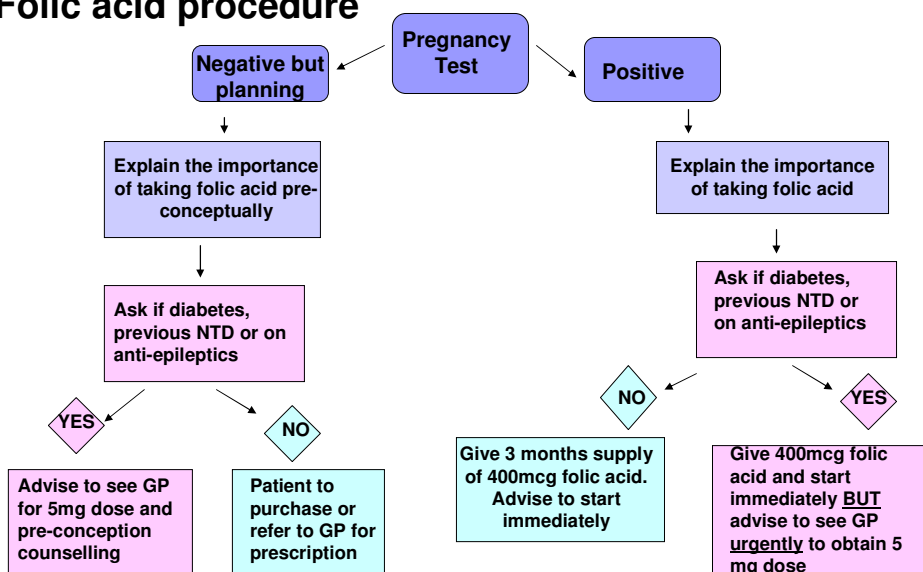 Folic acid procedure
Pregnancy
Test
Negative but
planning
Positive
Explain the importance
of taking folic acid pre-
conceptually
Explain the importance
of taking folic acid
Ask if diabetes,
previous NTD or on
anti-epileptics
Ask if diabetes,
previous NTD or
on anti-epileptics
YES
NO
NO
YES
Advise to see GP
for 5mg dose and
pre-conception
counselling
Patient to
purchase or
refer to GP for
prescription
Give 3 months supply
of 400mcg folic acid.
Advise to start
immediately
Give 400mcg folic
acid and start
immediately BUT
advise to see GP
urgently to obtain 5
mg dose